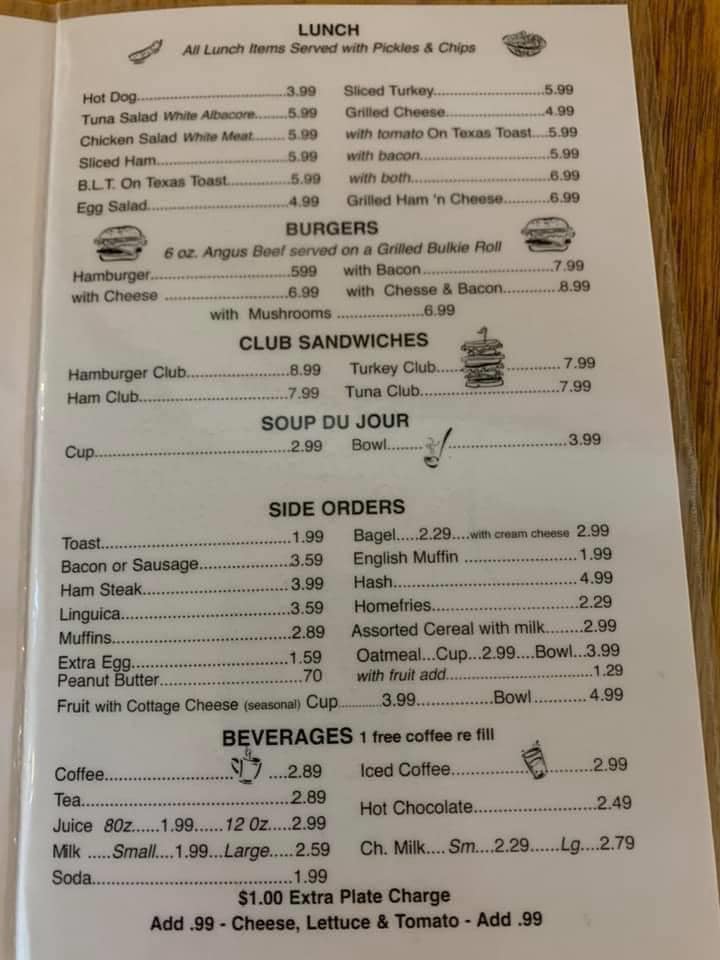 LUNCH
All Lunch Items Served with Pickles & Chips
Hot Dog..............................3.99 Sliced Turkey......................5.99
Tuna Salad White Albacore........5.99 Grilled Cheese....................4.99
Chicken Salad White Meat........ 5.99 with tomato On Texas Toast....5.99
Sliced Ham..........................5.99 with bacon..........................5.99
B.L.T. On Texas Toast.............5.99 with both............................6.99
Egg Salad............................4.99 Grilled Ham 'n Cheese..........6.99
BURGERS
6 oz. Angus Beef served on a Grilled Bulkie Roll
Hamburger...........................599 with Bacon.........................7.99
with Cheese .........................6.99 with Chesse & Bacon............8.99
with Mushrooms ..................6.99
CLUB SANDWICHES
Hamburger Club....................8.99 Turkey Club..... ............ 7.99
Ham Club.............................7.99 Tuna Club...........................7.99
SOUP DU JOUR
Cup....................................2.99 Bowl........ ........................3.99
SIDE ORDERS
Toast...................................1.99 Bagel....2.29....with cream cheese 2.99
Bacon or Sausage..................3.59 English Muffin .....................1.99
Ham Steak...........................3.99 Hash..................................4.99
Linguica...............................3.59 Homefries...........................2.29
Muffins.................................2.89 Assorted Cereal with milk........2.99
Extra Egg.............................1.59 Oatmeal...Cup...2.99....Bowl...3.99
Peanut Butter..........................70 with fruit add..........................1.29
Fruit with Cottage Cheese (seasonal) Cup............3.99.................Bowl........... 4.99
BEVERAGES 1 free coffee re fill
Coffee....................... ....2.89 Iced Coffee............. ..........2.99
Tea......................................2.89
Hot Chocolate.......................2.49
Juice 8Oz......1.99......12 Oz.....2.99
Milk .....Small....1.99...Large.....2.59 Ch. Milk.... Sm....2.29......Lg....2.79
Soda.....................................1.99
$1.00 Extra Plate Charge
Add .99 - Cheese, Lettuce & Tomato - Add .99